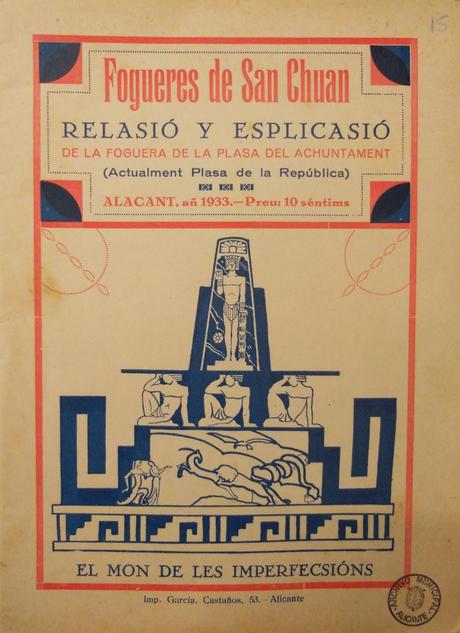 15
Fogueres de San Chuan
RELASIÓ Y ESPLICASIÓ
DE LA FOGUERA DE LA PLASA DEL ACHUNTAMENT
(Actualment Plasa de la República)
ALACANT, añ 1933.—Preu: 10 séntims
EL MON DE LES IMPERFECSIÓNS
Imp. García, Castaños, 53. – Alicante
ARCHIVO MUNICIPAL
ALICANTE